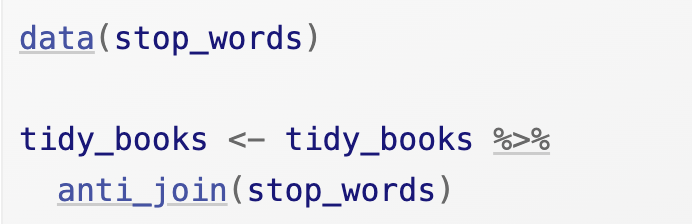 data(stop_words)
tidy_books <- tidy_books %>%
  anti_join(stop_words)